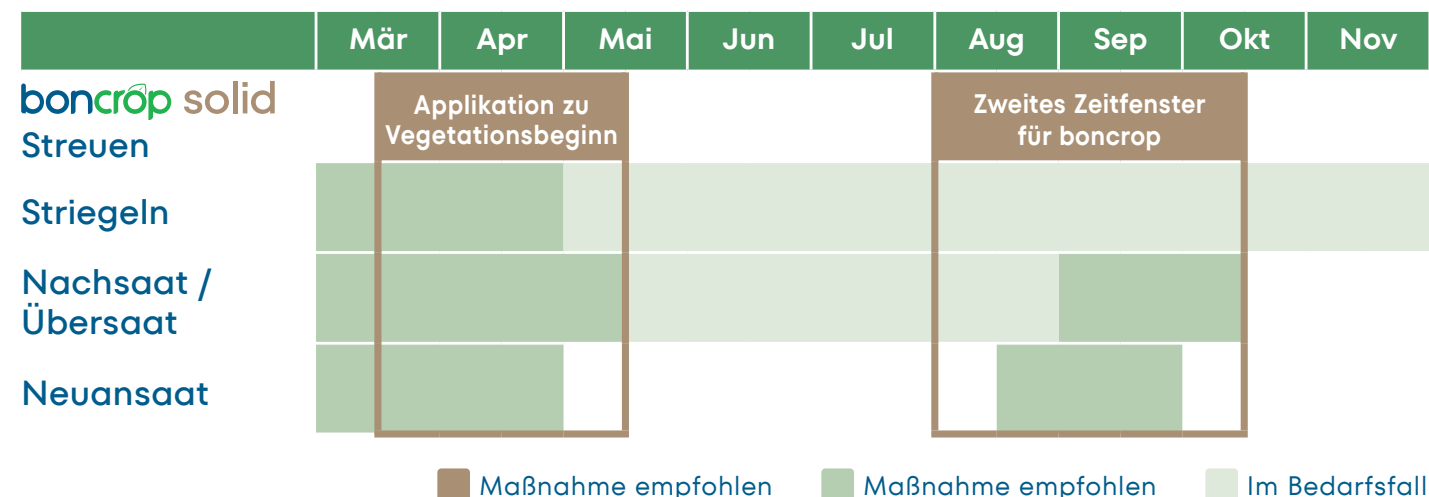 Mär Apr Mai Jun Jul Aug Sep Okt Nov
boncrop solid
Streuen
Applikation zu
Vegetationsbeginn
Zweites Zeitfenster
für boncrop
Striegeln
Nachsaat /
Übersaat
Neuansaat
Maßnahme empfohlen Maßnahme empfohlen Im Bedarfsfall